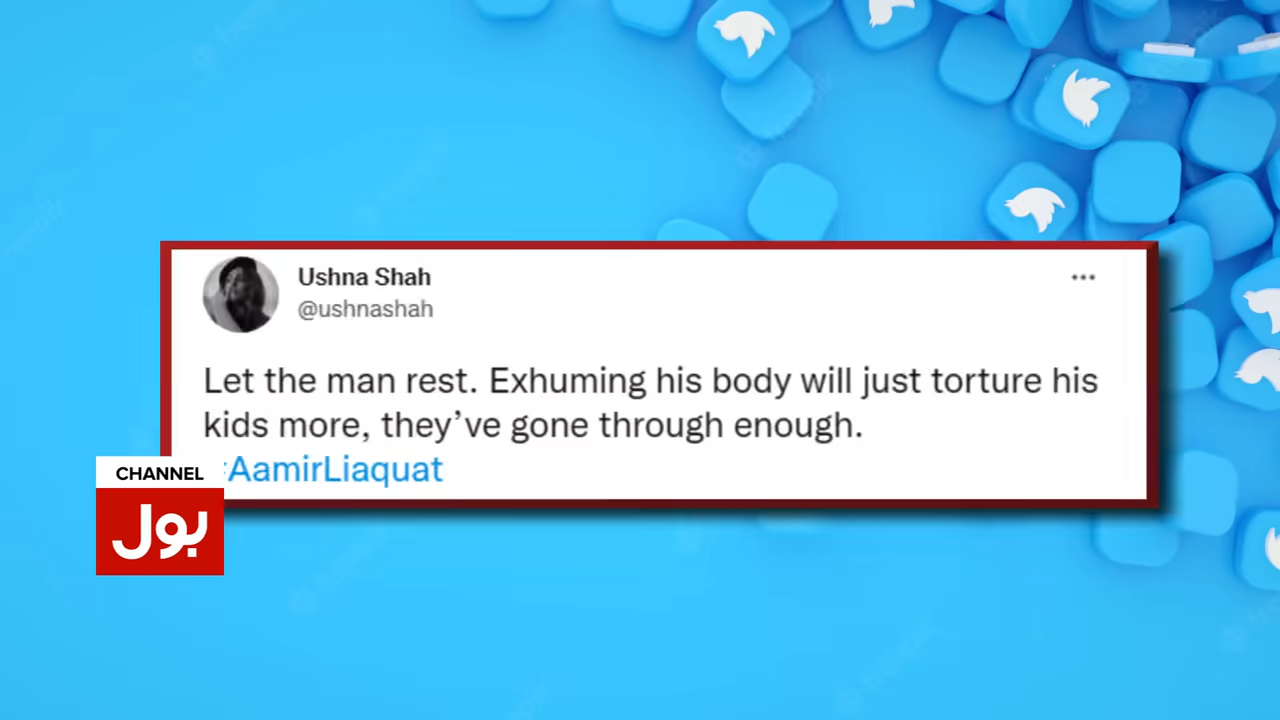 Ushna Shah
@ushnashah
Let the man rest. Exhuming his body will just torture his
kids more, they’ve gone through enough.
#AamirLiaquat
CHANNEL
بول